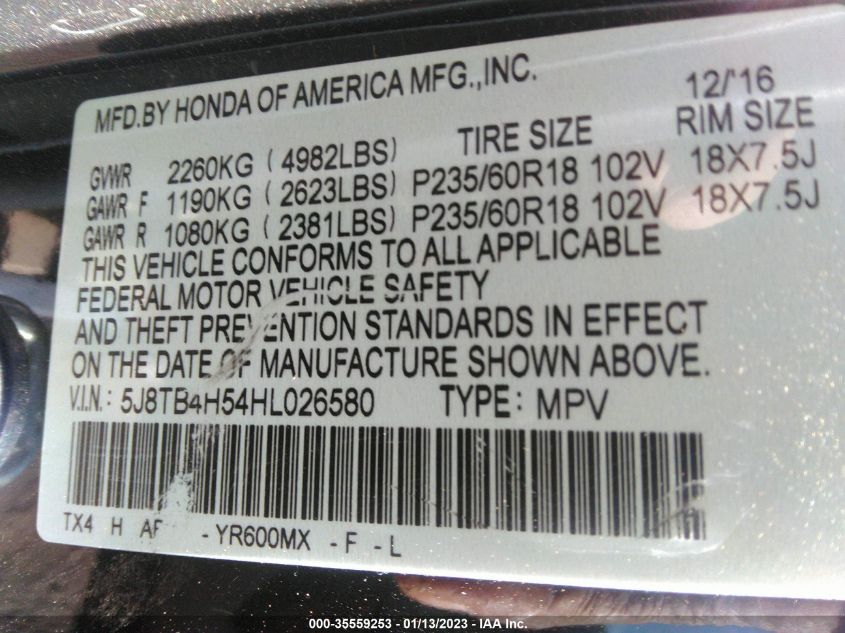 MFD.BY HONDA OF AMERICA MFG.,INC. 12/'16
TIRE SIZE RIM SIZE
GVWR 2260KG ( 4982LBS)
GAWR F 1190KG ( 2623LBS) P235/60R18 102V 18X7.5J
GAWR R 1080KG ( 2381LBS) P235/60R18 102V 18X7.5J
THIS VEHICLE CONFORMS TO ALL APPLICABLE
FEDERAL MOTOR VEHICLE SAFETY
AND THEFT PREVENTION STANDARDS IN EFFECT
ON THE DATE OF MANUFACTURE SHOWN ABOVE.
V.I.N.: 5J8TB4H54HL026580 TYPE: MPV
TX4 H - YR600MX - F - L
000-35559253 - 01/13/2023 - IAA Inc.